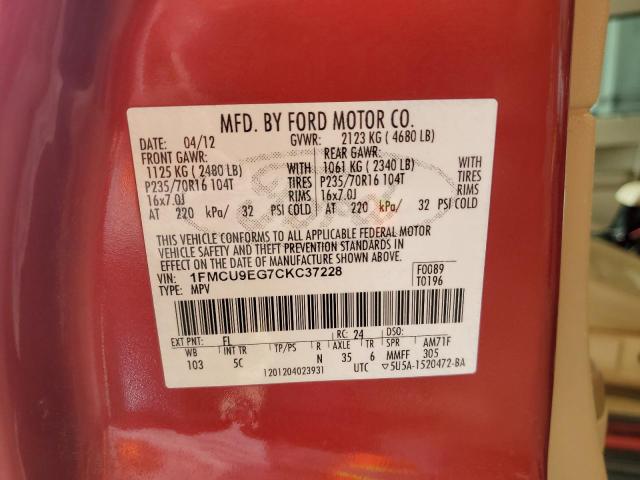 MFD. BY FORD MOTOR CO.
DATE: 04/12 GVWR: 2123 KG ( 4680 LB)
FRONT GAWR: REAR GAWR:
1125 KG ( 2480 LB) WITH 1061 KG ( 2340 LB) WITH
P235/70R16 104T TIRES P235/70R16 104T TIRES
16x7.0J RIMS 16x7.0J RIMS
AT 220 kPa/ 32 PSI COLD AT 220 kPa/ 32 PSI COLD
THIS VEHICLE CONFORMS TO ALL APPLICABLE FEDERAL MOTOR
VEHICLE SAFETY AND THEFT PREVENTION STANDARDS IN
EFFECT ON THE DATE OF MANUFACTURE SHOWN ABOVE.
VIN: 1FMCU9EG7CKC37228 F0089
TYPE: MPV T0196
EXT PNT: FL RC: 24 DSO:
WB INT TR TP/PS R AXLE TR SPR AM71F
103 5C N 35 6 MMFF 305
1201204023931 UTC ▽5U5A-1520472-BA